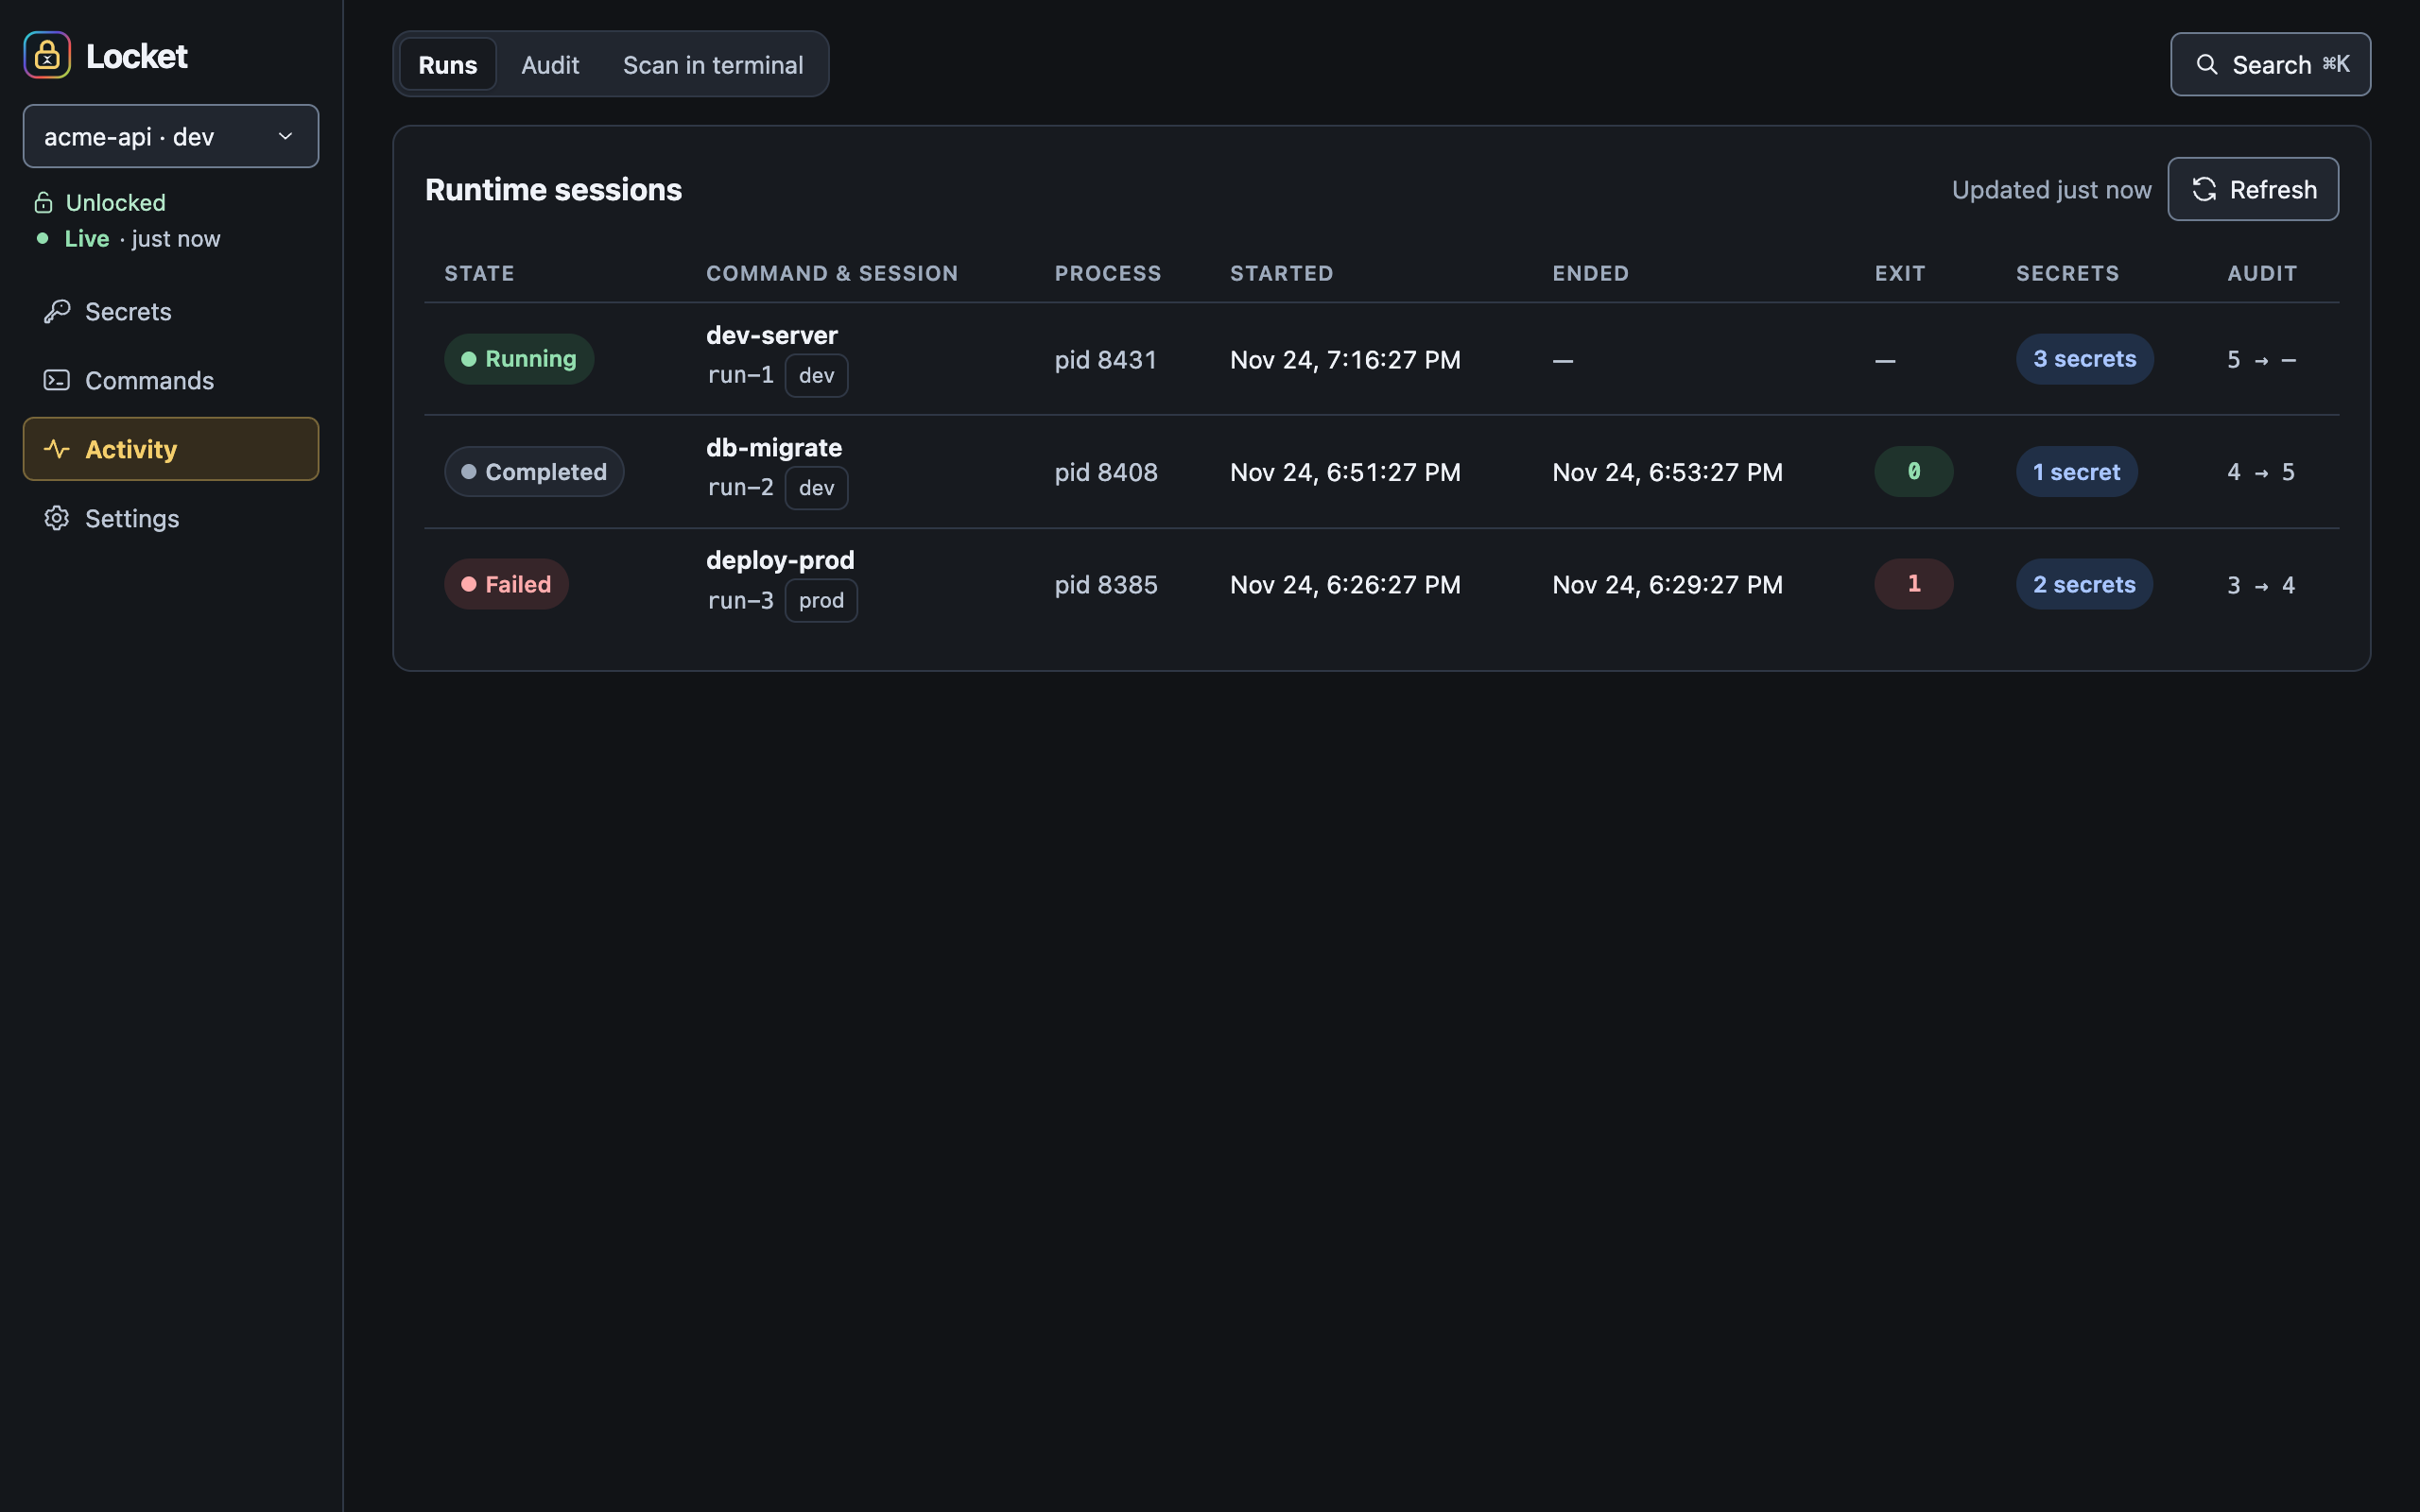 Locket
acme-api · dev
Unlocked
Live · just now
Secrets
Commands
Activity
Settings
Runs Audit Scan in terminal
Search ⌘K
Runtime sessions
Updated just now Refresh
STATE COMMAND & SESSION PROCESS STARTED ENDED EXIT SECRETS AUDIT
Running dev-server run-1 dev pid 8431 Nov 24, 7:16:27 PM — — 3 secrets 5 → —
Completed db-migrate run-2 dev pid 8408 Nov 24, 6:51:27 PM Nov 24, 6:53:27 PM 0 1 secret 4 → 5
Failed deploy-prod run-3 prod pid 8385 Nov 24, 6:26:27 PM Nov 24, 6:29:27 PM 1 2 secrets 3 → 4